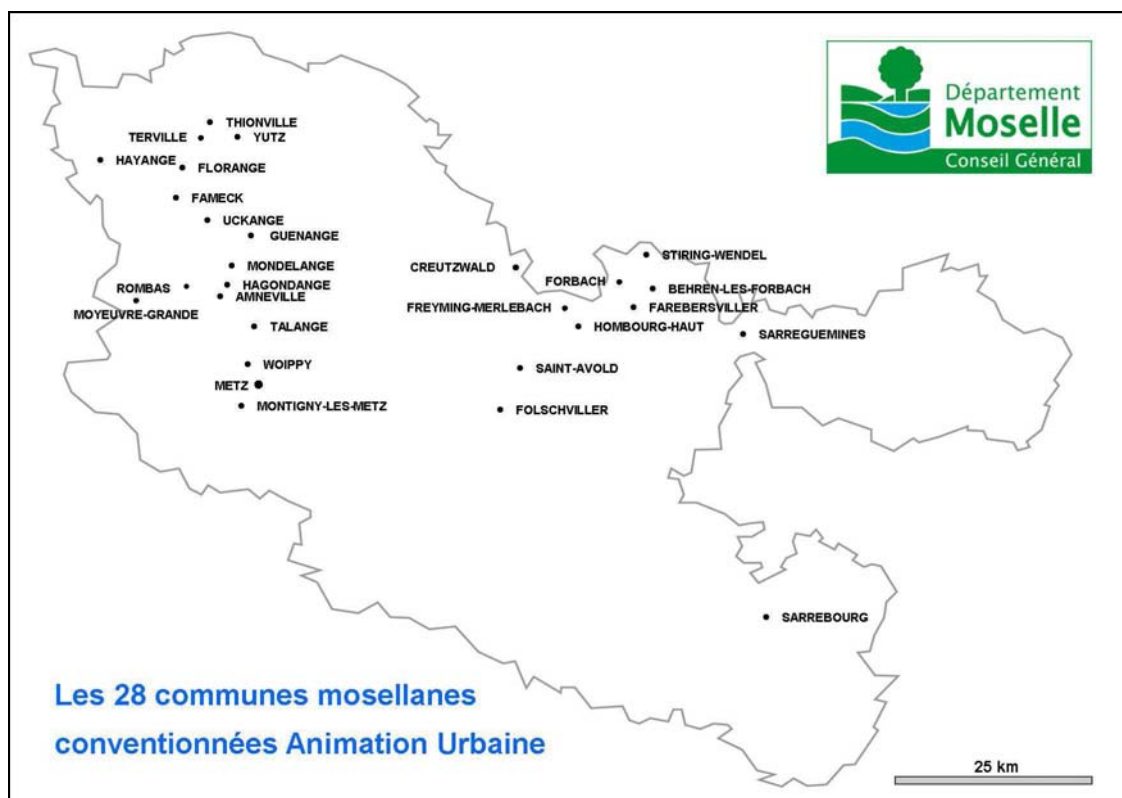 Département
Moselle
Conseil Général
THIONVILLE
TERVILLE
YUTZ
HAYANGE
FLORANGE
FAMECK
UCKANGE
GUENANGE
MONDELANGE
ROMBAS
HAGONDANGE
AMNEVILLE
MOYEUVRE-GRANDE
TALANGE
WOIPPY
METZ
MONTIGNY-LES-METZ
CREUTZWALD
STIRING-WENDEL
FORBACH
BEHREN-LES-FORBACH
FREYMING-MERLEBACH
FAREBERSVILLER
HOMBOURG-HAUT
SARREGUEMINES
SAINT-AVOLD
FOLSCHVILLER
SARREBOURG
Les 28 communes mosellanes
conventionnées Animation Urbaine
25 km